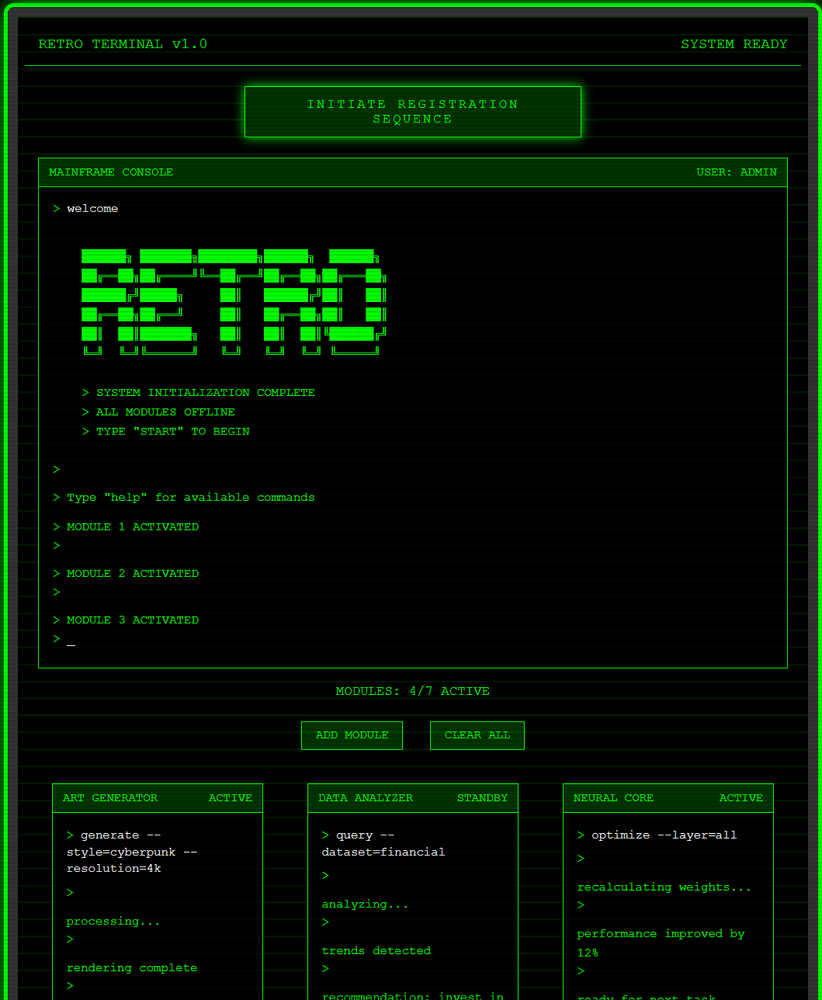 RETRO TERMINAL v1.0 SYSTEM READY
INITIATE REGISTRATION
SEQUENCE
MAINFRAME CONSOLE USER: ADMIN
> welcome
RETRO
> SYSTEM INITIALIZATION COMPLETE
> ALL MODULES OFFLINE
> TYPE "START" TO BEGIN
>
> Type "help" for available commands
> MODULE 1 ACTIVATED
>
> MODULE 2 ACTIVATED
>
> MODULE 3 ACTIVATED
> _
MODULES: 4/7 ACTIVE
ADD MODULE CLEAR ALL
ART GENERATOR ACTIVE
> generate --
style=cyberpunk --
resolution=4k
>
processing...
>
rendering complete
>
DATA ANALYZER STANDBY
> query --
dataset=financial
>
analyzing...
>
trends detected
>
recommendation: invest in
NEURAL CORE ACTIVE
> optimize --layer=all
>
recalculating weights...
>
performance improved by
12%
>
ready for next task